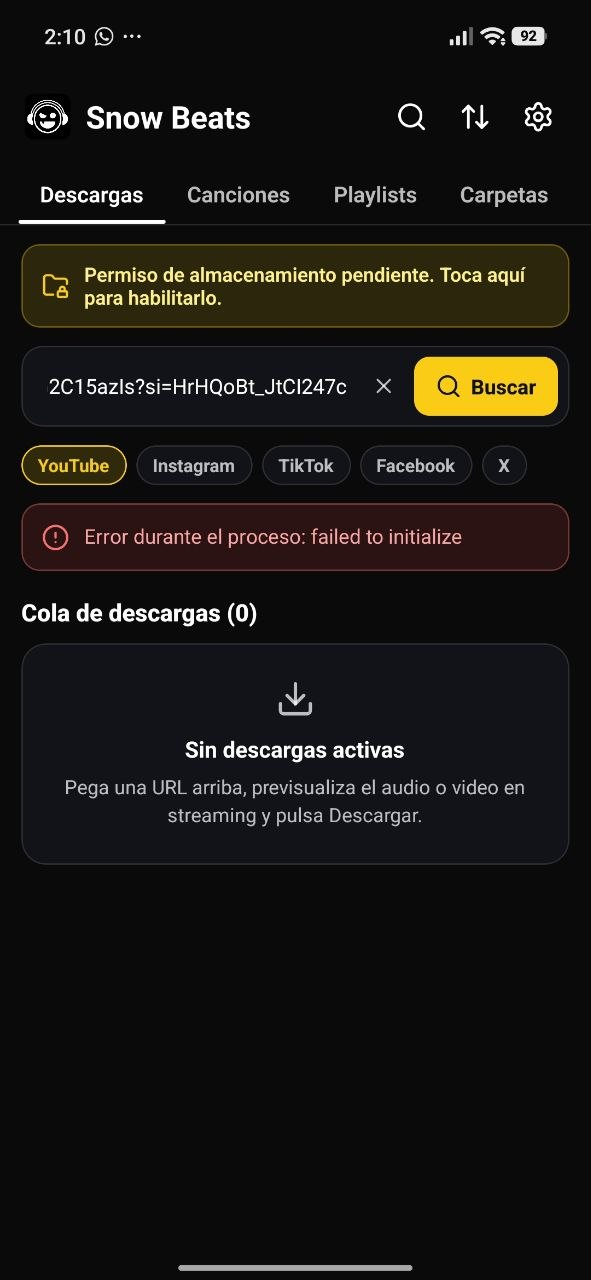 2:10 ...
92
Snow Beats
Descargas Canciones Playlists Carpetas
Permiso de almacenamiento pendiente. Toca aquí
para habilitarlo.
2C15azIs?si=HrHQoBt_JtCI247c
Buscar
YouTube Instagram TikTok Facebook X
Error durante el proceso: failed to initialize
Cola de descargas (0)
Sin descargas activas
Pega una URL arriba, previsualiza el audio o video en
streaming y pulsa Descargar.